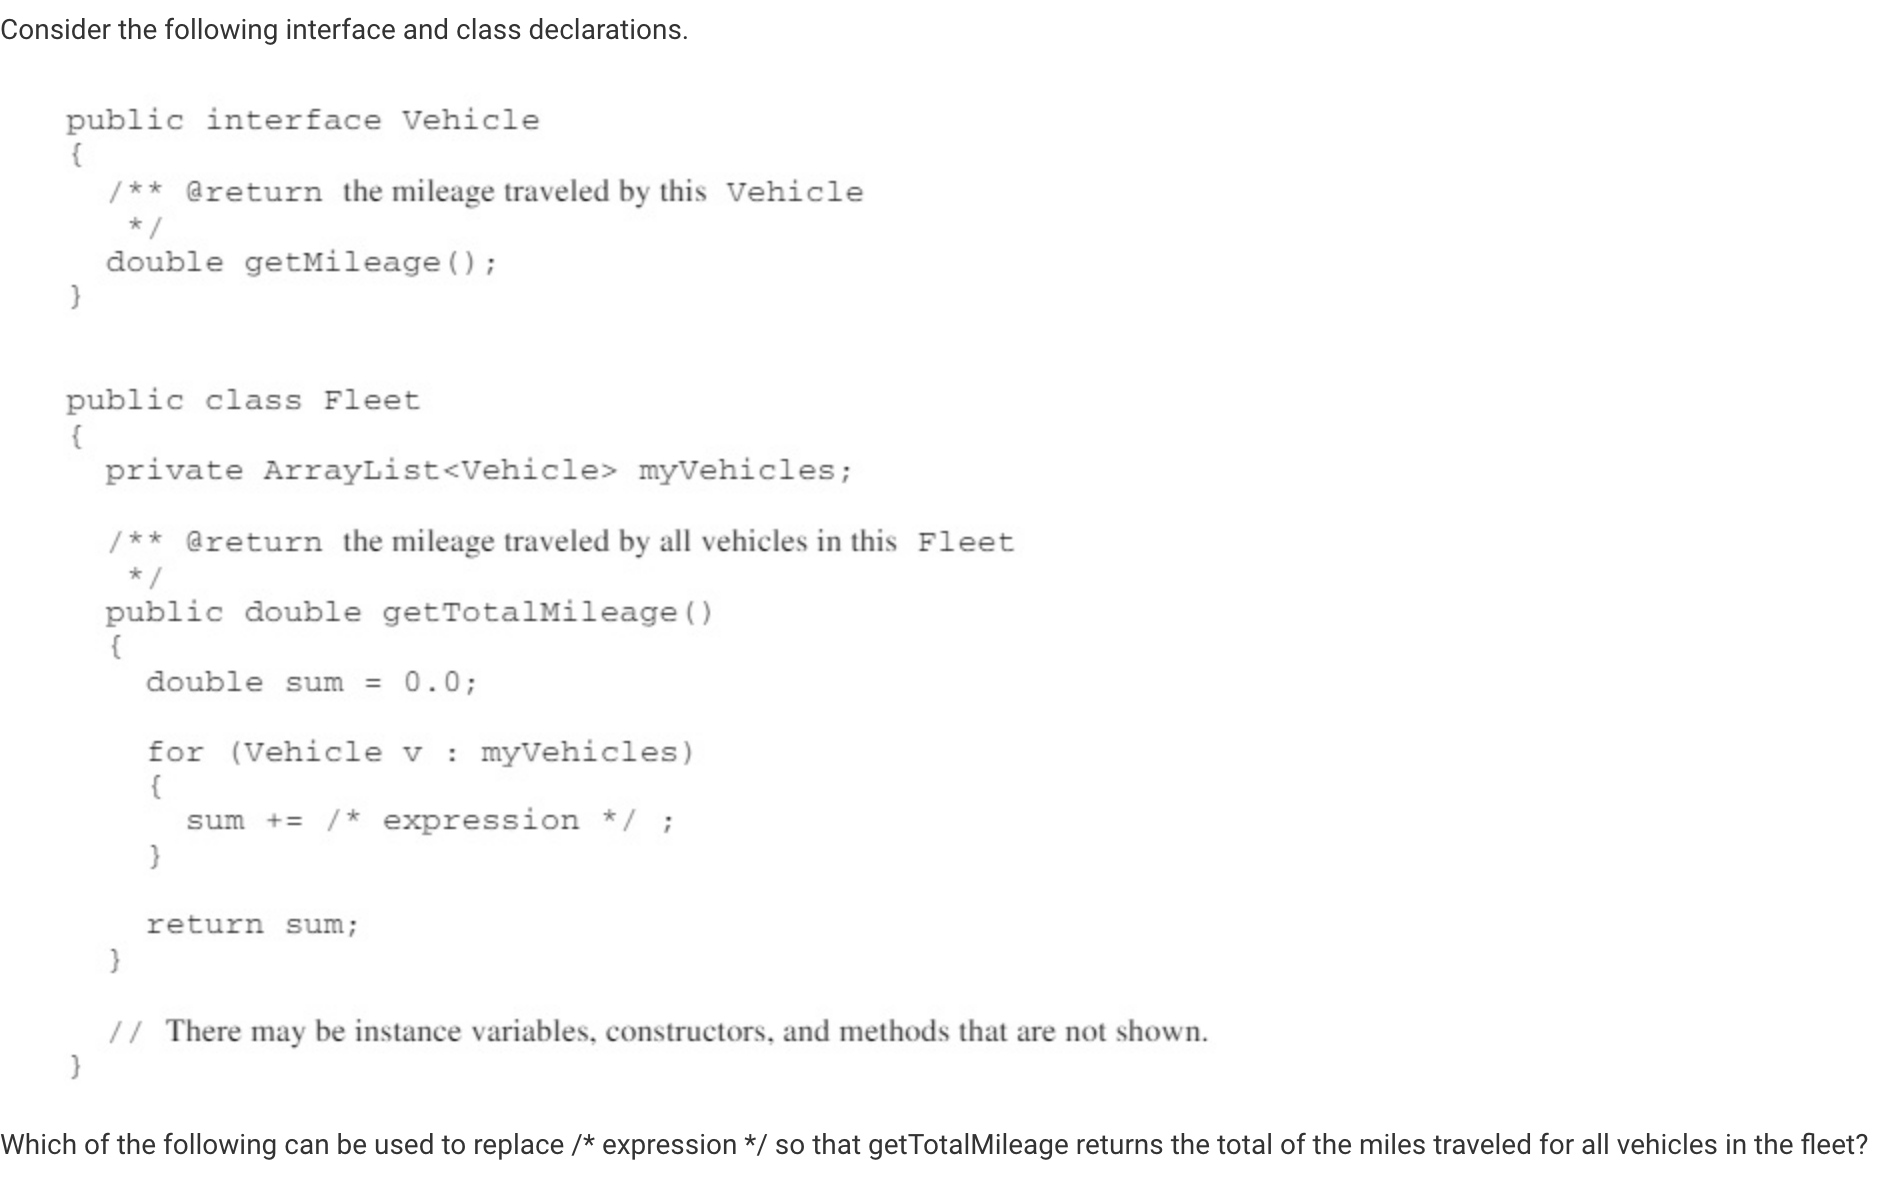 Consider the following interface and class declarations.
public interface Vehicle
{
/** @return the mileage traveled by this Vehicle
*/
double getMileage();
}
public class Fleet
{
private ArrayList<Vehicle> myVehicles;
/** @return the mileage traveled by all vehicles in this Fleet
*/
public double getTotalMileage()
{
double sum = 0.0;
for (Vehicle v : myVehicles)
{
sum += /* expression */ ;
}
return sum;
}
// There may be instance variables, constructors, and methods that are not shown.
}
Which of the following can be used to replace /* expression */ so that getTotalMileage returns the total of the miles traveled for all vehicles in the fleet?